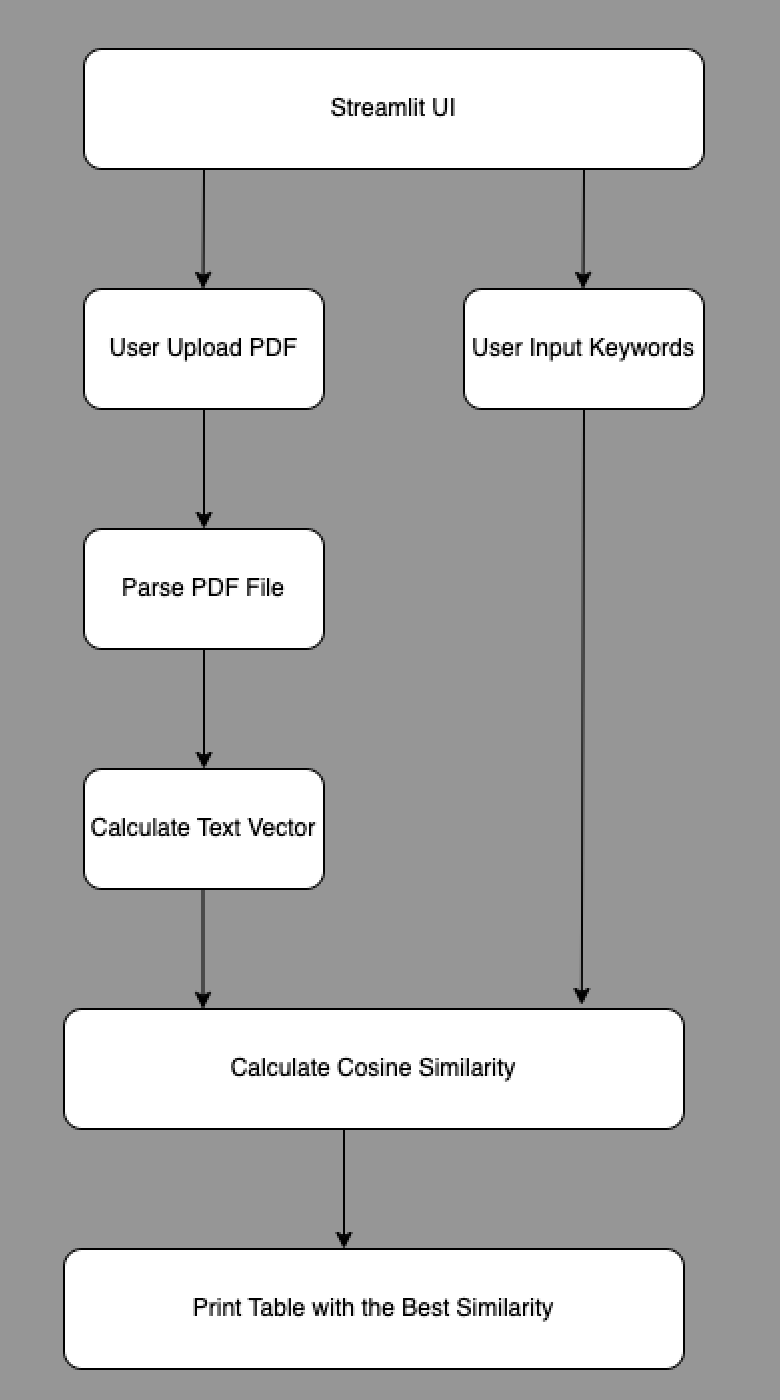 Streamlit UI
User Upload PDF
User Input Keywords
Parse PDF File
Calculate Text Vector
Calculate Cosine Similarity
Print Table with the Best Similarity